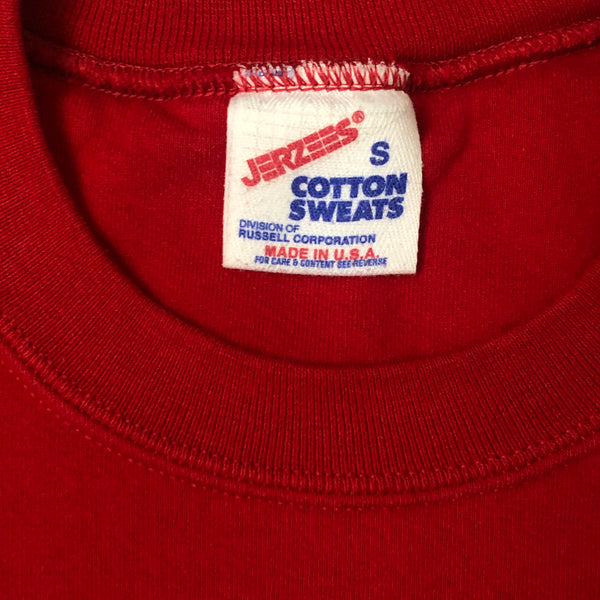 JERZEES®
S
COTTON
SWEATS
DIVISION OF
RUSSELL CORPORATION
MADE IN U.S.A.
FOR CARE & CONTENT SEE REVERSE